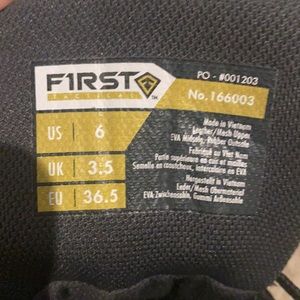 F1RST
TACTICAL
PO - #001203
No.166003
US 6
UK 3.5
EU 36.5
Made in Vietnam
Leather/Mesh Upper
EVA Midsole, Rubber Outsole
Fabriqué au Viet Nam
Partie supérieure en cuir et mailles
Semelle en caoutchouc, intercalaire en EVA
Hergestellt in Vietnam
Leder/Mesh Obermaterial
EVA Zwischensohle, Gummi Außensohle